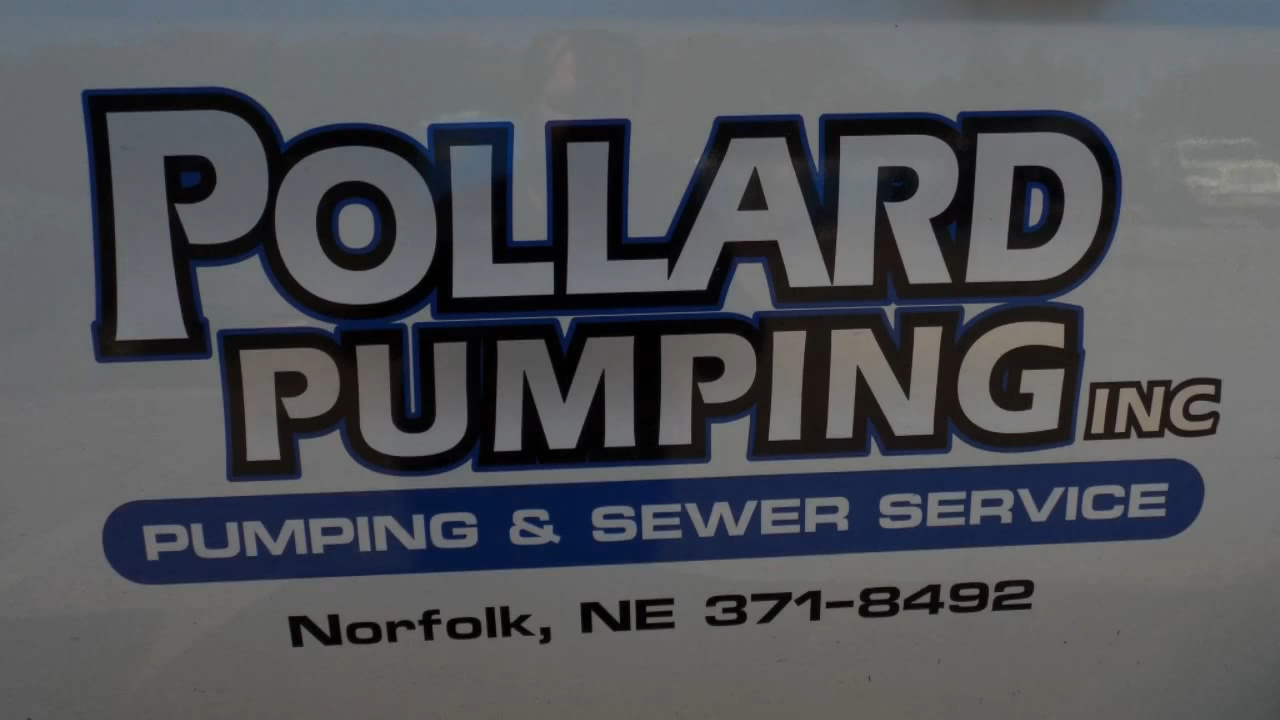 POLLARD
PUMPING INC
PUMPING & SEWER SERVICE
Norfolk, NE 371-8492